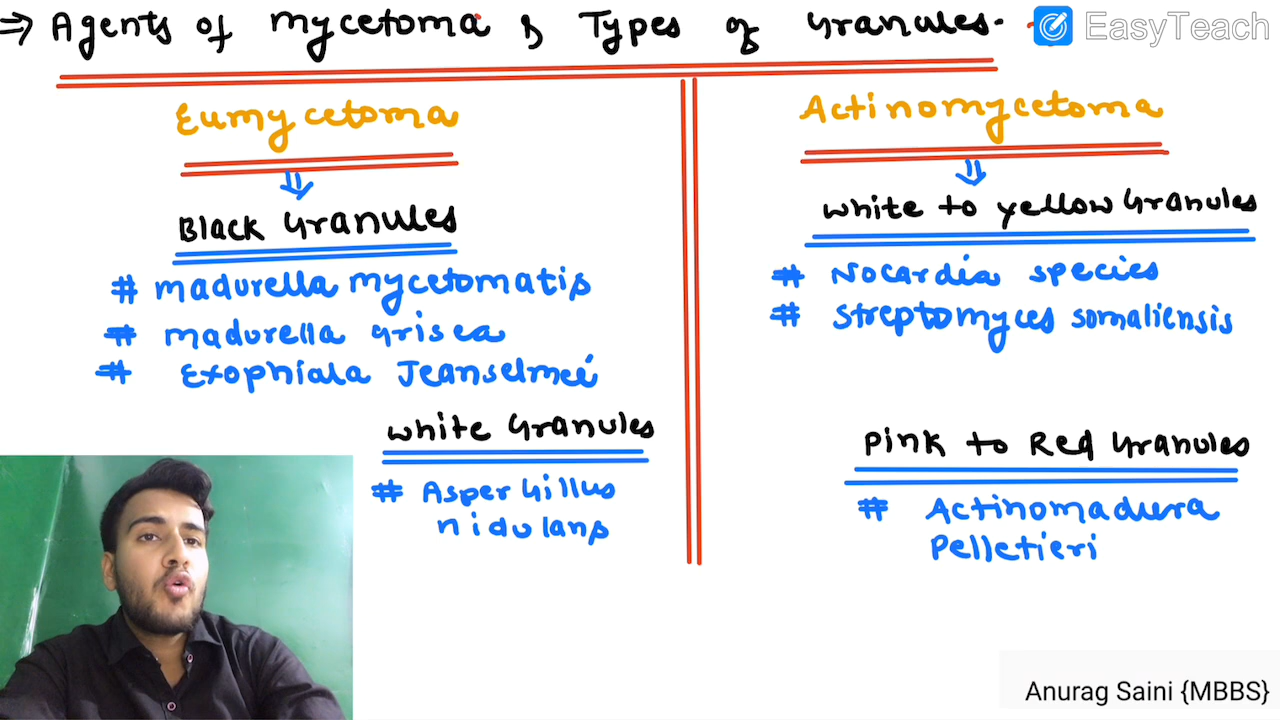 ⇒ Agents of mycetoma & Types of Granules-
EasyTeach
Eumycetoma
Black Granules
# madurella mycetomatis
# madurella Grisea
# Exophiala Jeanselmei
White Granules
# Aspergillus
nidulans
Actinomycetoma
White to yellow Granules
# Nocardia species
# Streptomyces somaliensis
Pink to Red Granules
# Actinomadura
Pelletieri
Anurag Saini {MBBS}